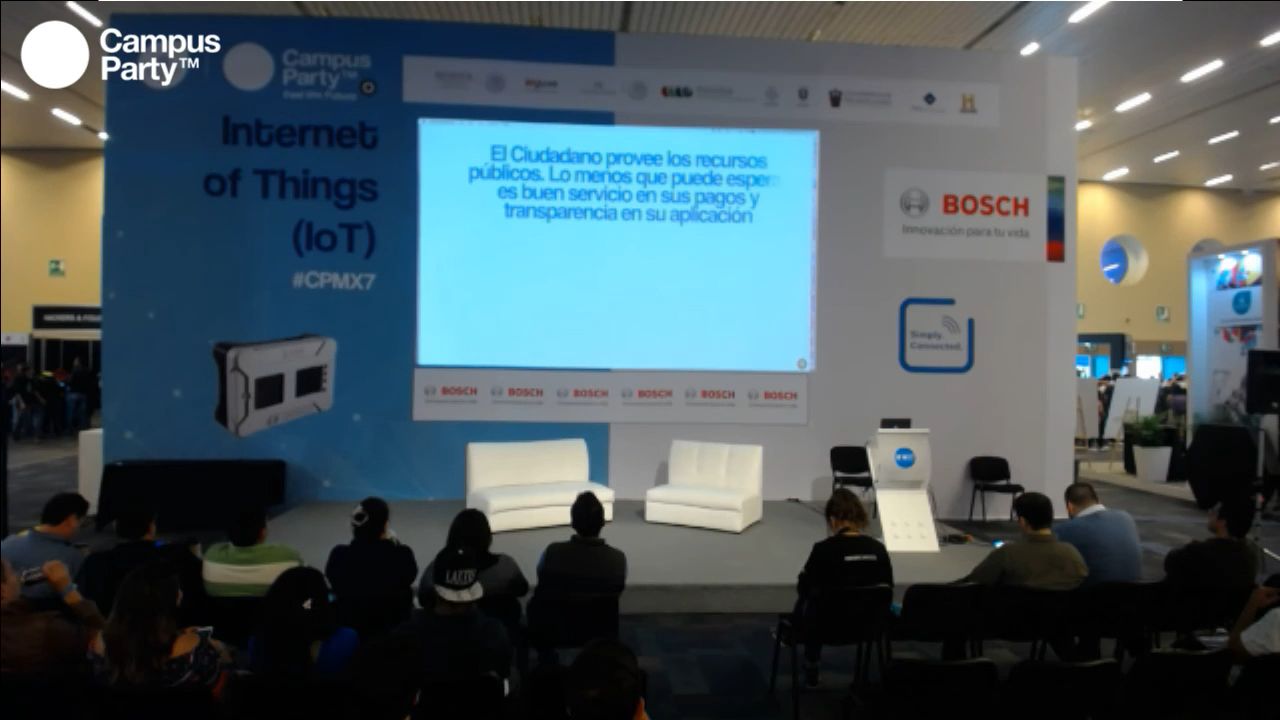 Campus
Party™
Campus
Party™
Internet
of Things
(IoT)
#CPMX7
El Ciudadano provee los recursos
públicos. Lo menos que puede
es buen servicio en sus pagos y
transparencia en su aplicación
BOSCH
Innovación para tu vida
Simply.
Connected.
BOSCH BOSCH BOSCH BOSCH BOSCH BOSCH